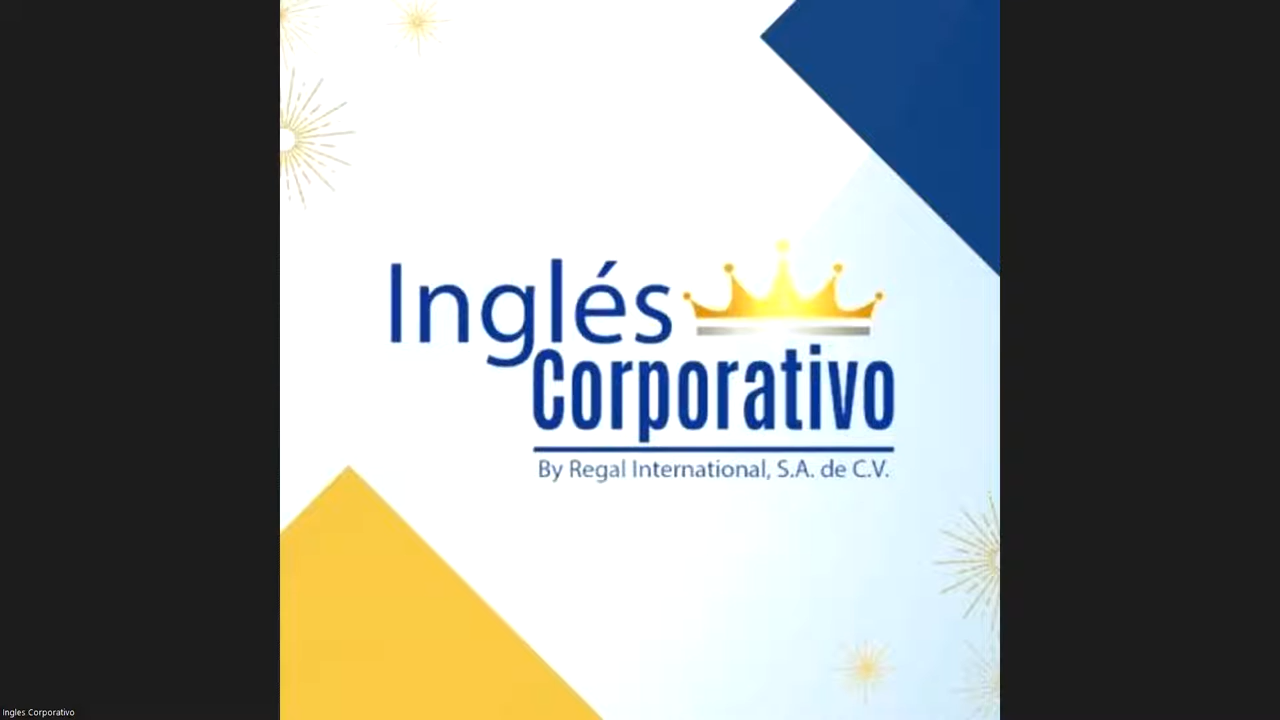 Inglés
Corporativo
By Regal International, S.A. de C.V.
Ingles Corporativo